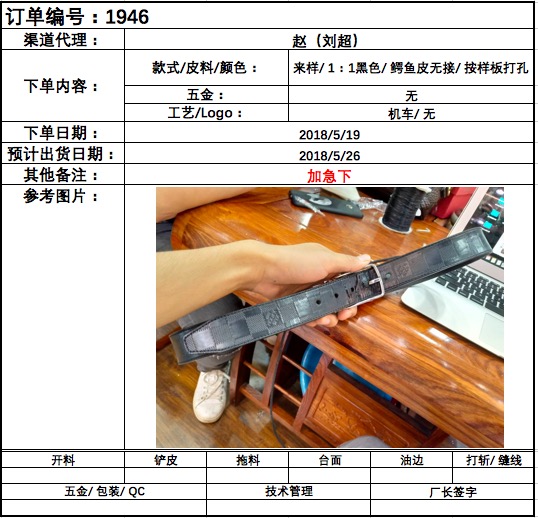 订单编号：1946
渠道代理： 赵（刘超）
下单内容： 款式/皮料/颜色： 来样/ 1：1黑色/ 鳄鱼皮无接/ 按样板打孔
五金： 无
工艺/Logo： 机车/ 无
下单日期： 2018/5/19
预计出货日期： 2018/5/26
其他备注： 加急下
参考图片：
开料 铲皮 拖料 台面 油边 打斩/ 缝线
五金/ 包装/ QC 技术管理 厂长签字